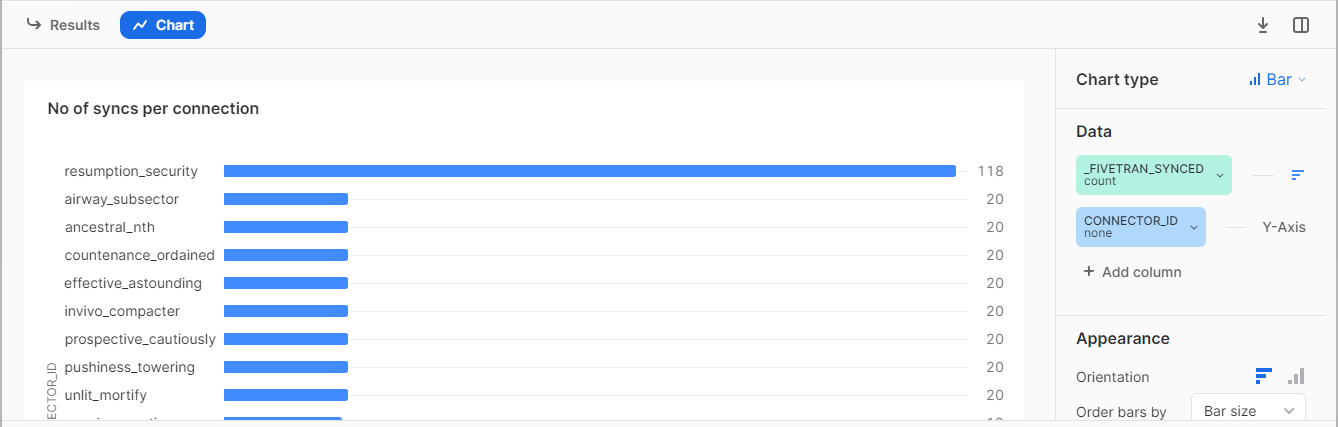 Results
Chart
No of syncs per connection
resumption_security 118
airway_subsector 20
ancestral_nth 20
countenance_ordained 20
effective_astounding 20
invivo_compacter 20
prospective_cautiously 20
pushiness_towering 20
unlit_mortify 20
ECTOR_ID
Chart type
Bar
Data
_FIVETRAN_SYNCED
count
CONNECTOR_ID
none
Y-Axis
+ Add column
Appearance
Orientation
Order bars by
Bar size